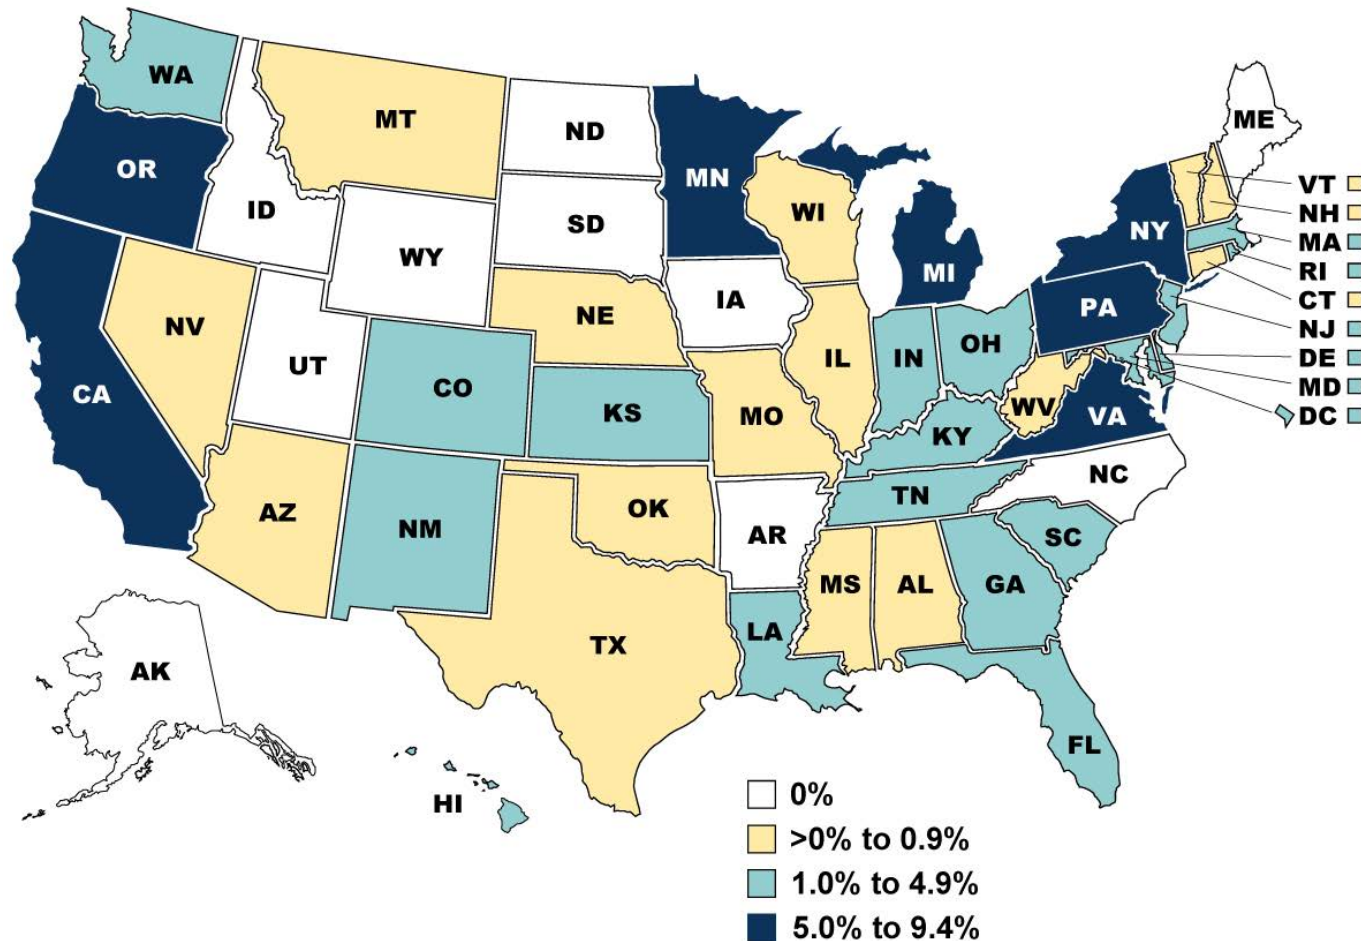 WA
MT
ND
ME
OR
MN
VT
ID
SD
WI
NH
NY
MA
WY
MI
RI
IA
CT
NE
PA
NV
NJ
UT
IL
IN
OH
DE
CA
CO
MD
KS
MO
WV
VA
DC
KY
NC
AZ
OK
TN
NM
AR
SC
MS
AL
GA
LA
TX
AK
FL
HI
0%
>0% to 0.9%
1.0% to 4.9%
5.0% to 9.4%